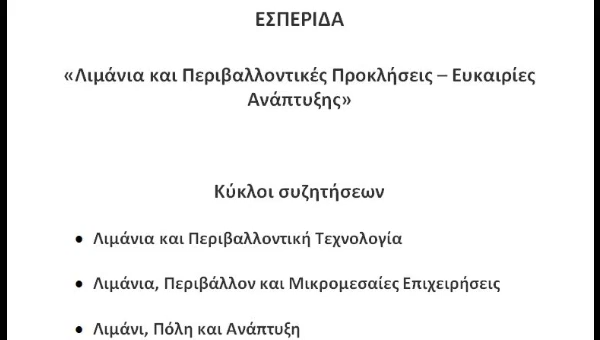 ΕΣΠΕΡΙΔΑ
«Λιμάνια και Περιβαλλοντικές Προκλήσεις – Ευκαιρίες
Ανάπτυξης»
Κύκλοι συζητήσεων
• Λιμάνια και Περιβαλλοντική Τεχνολογία
• Λιμάνια, Περιβάλλον και Μικρομεσαίες Επιχειρήσεις
• Λιμάνι, Πόλη και Ανάπτυξη